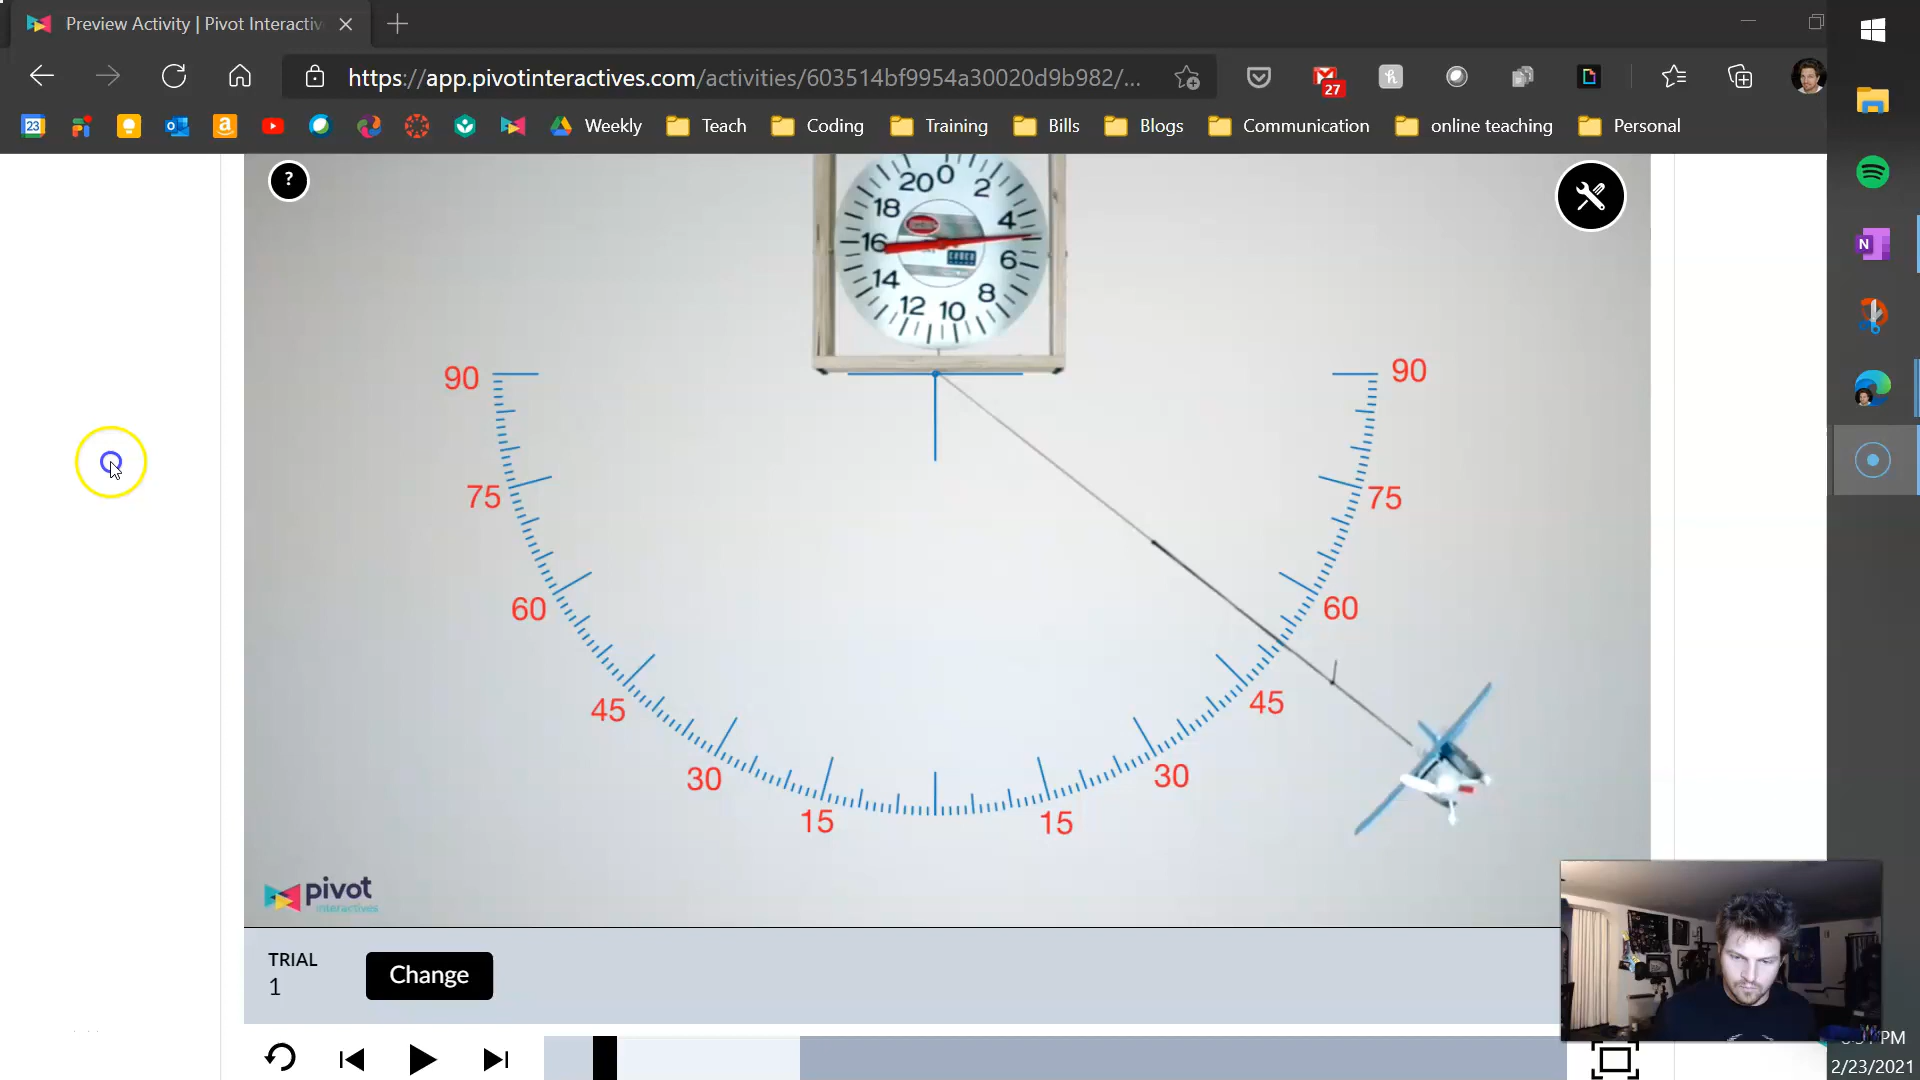 Preview Activity | Pivot Interactiv
https://app.pivotinteractives.com/activities/603514bf9954a30020d9b982/...
27
23 Weekly Teach Coding Training Bills Blogs Communication online teaching Personal
?
0 2 4 6 8 10 12 14 16 18 20
90 90
75 75
60 60
45 45
30 30
15 15
pivot
interactives
TRIAL
1
Change
PM
2/23/2021